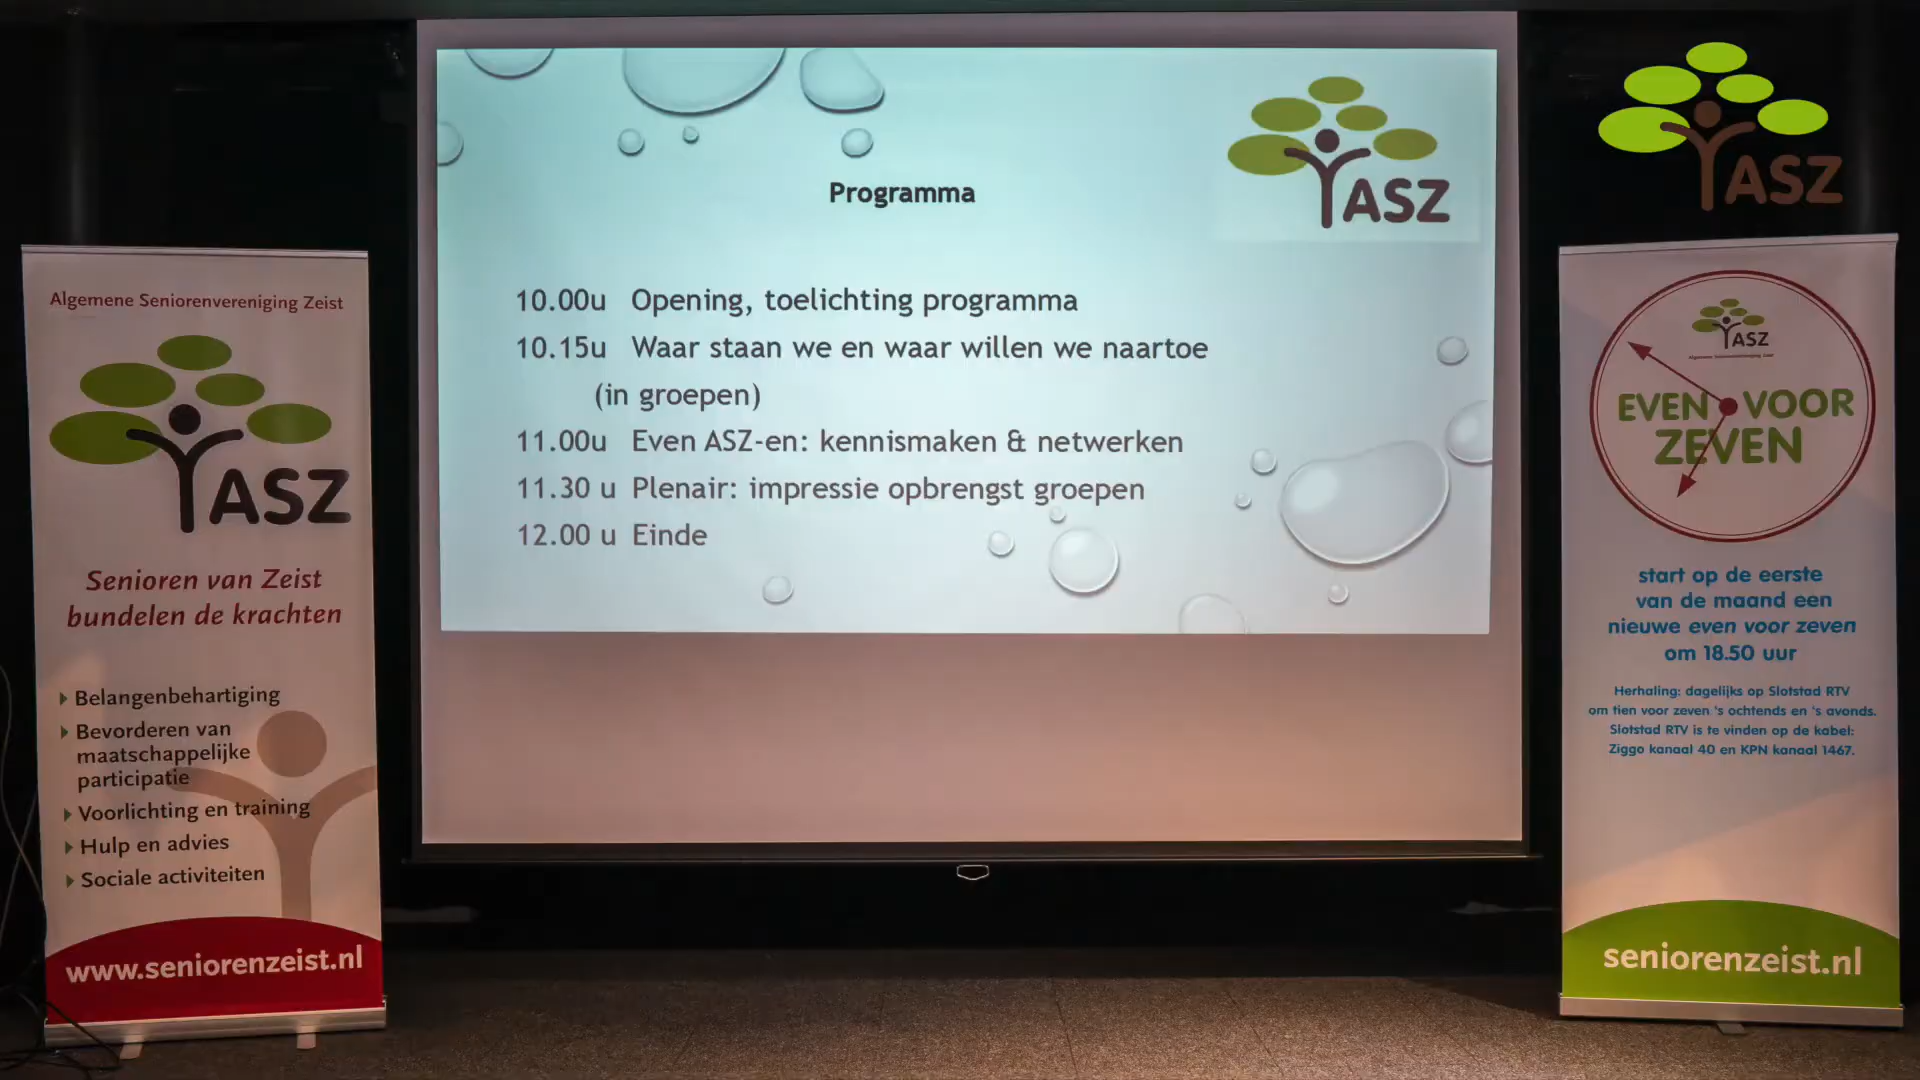 Programma
ASZ
10.00u Opening, toelichting programma
10.15u Waar staan we en waar willen we naartoe
(in groepen)
11.00u Even ASZ-en: kennismaken & netwerken
11.30 u Plenair: impressie opbrengst groepen
12.00 u Einde
ASZ
Algemene Seniorenvereniging Zeist
ASZ
Senioren van Zeist
bundelen de krachten
Belangenbehartiging
Bevorderen van
maatschappelijke
participatie
Voorlichting en training
Hulp en advies
Sociale activiteiten
www.seniorenzeist.nl
ASZ
Algemene Seniorenvereniging Zeist
EVEN VOOR
ZEVEN
start op de eerste
van de maand een
nieuwe even voor zeven
om 18.50 uur
Herhaling: dagelijks op Slotstad RTV
om tien voor zeven 's ochtends en 's avonds.
Slotstad RTV is te vinden op de kabel:
Ziggo kanaal 40 en KPN kanaal 1467.
seniorenzeist.nl